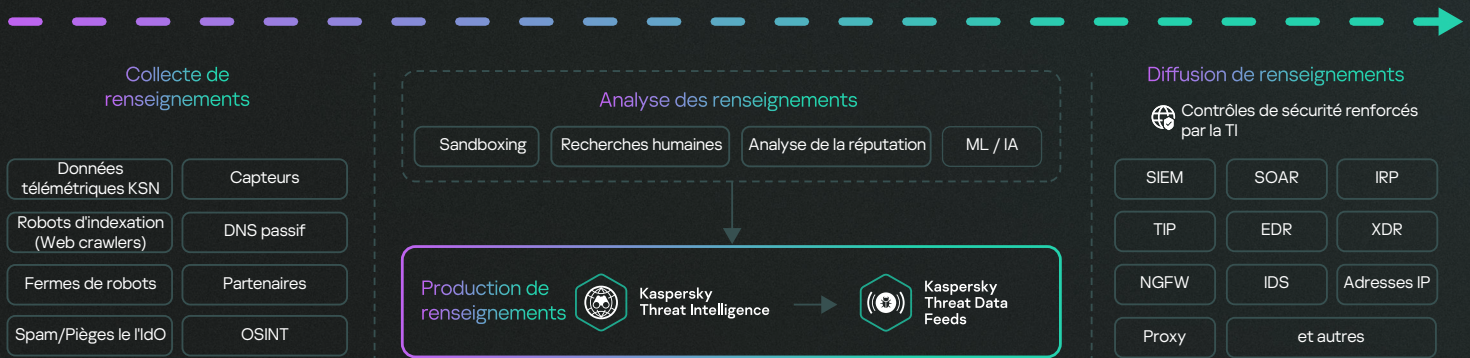 Collecte de
renseignements
Données
télémétriques KSN
Capteurs
Robots d'indexation
(Web crawlers)
DNS passif
Fermes de robots
Partenaires
Spam/Pièges le l'IdO
OSINT
Analyse des renseignements
Sandboxing
Recherches humaines
Analyse de la réputation
ML / IA
Production de
renseignements
Kaspersky
Threat Intelligence
Kaspersky
Threat Data
Feeds
Diffusion de renseignements
Contrôles de sécurité renforcés
par la TI
SIEM
SOAR
IRP
TIP
EDR
XDR
NGFW
IDS
Adresses IP
Proxy
et autres